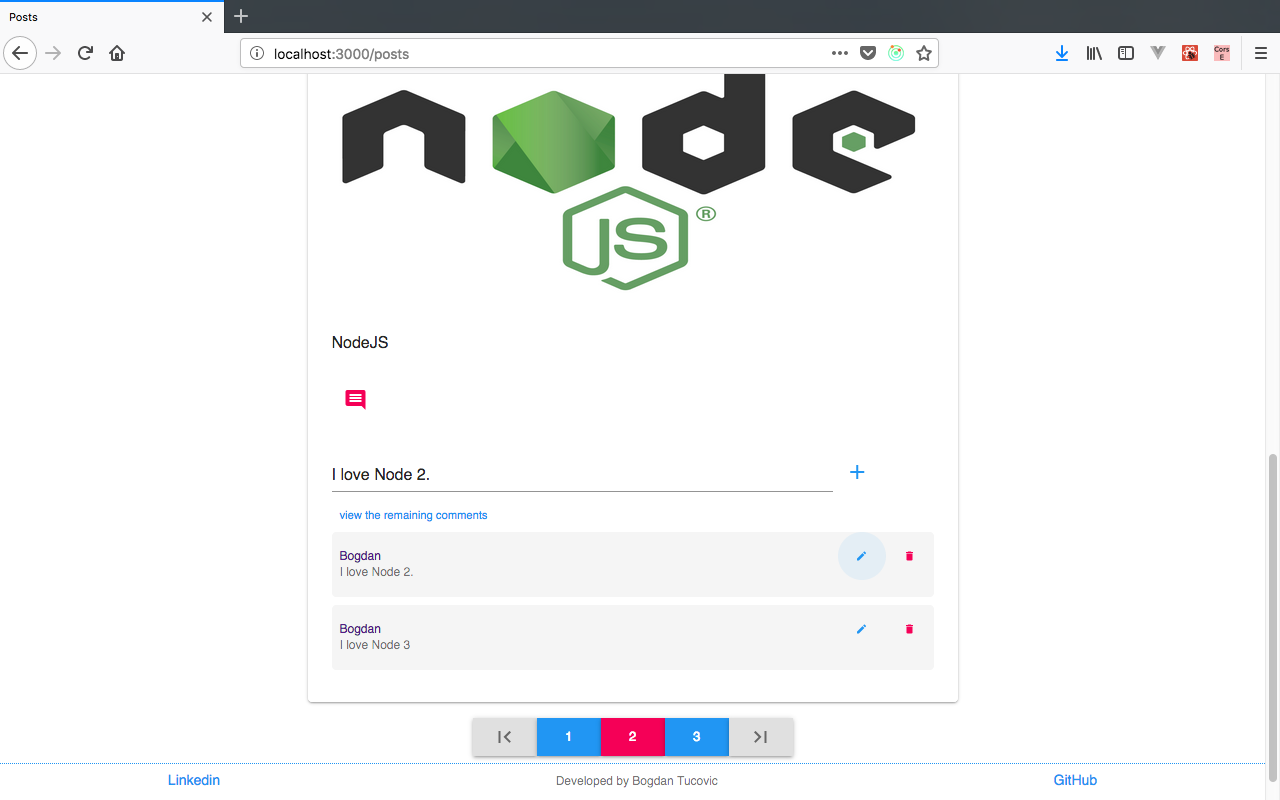 Posts
localhost:3000/posts
Cors
E
node
JS®
NodeJS
I love Node 2.
view the remaining comments
Bogdan
I love Node 2.
Bogdan
I love Node 3
1 2 3
Linkedin Developed by Bogdan Tucovic GitHub